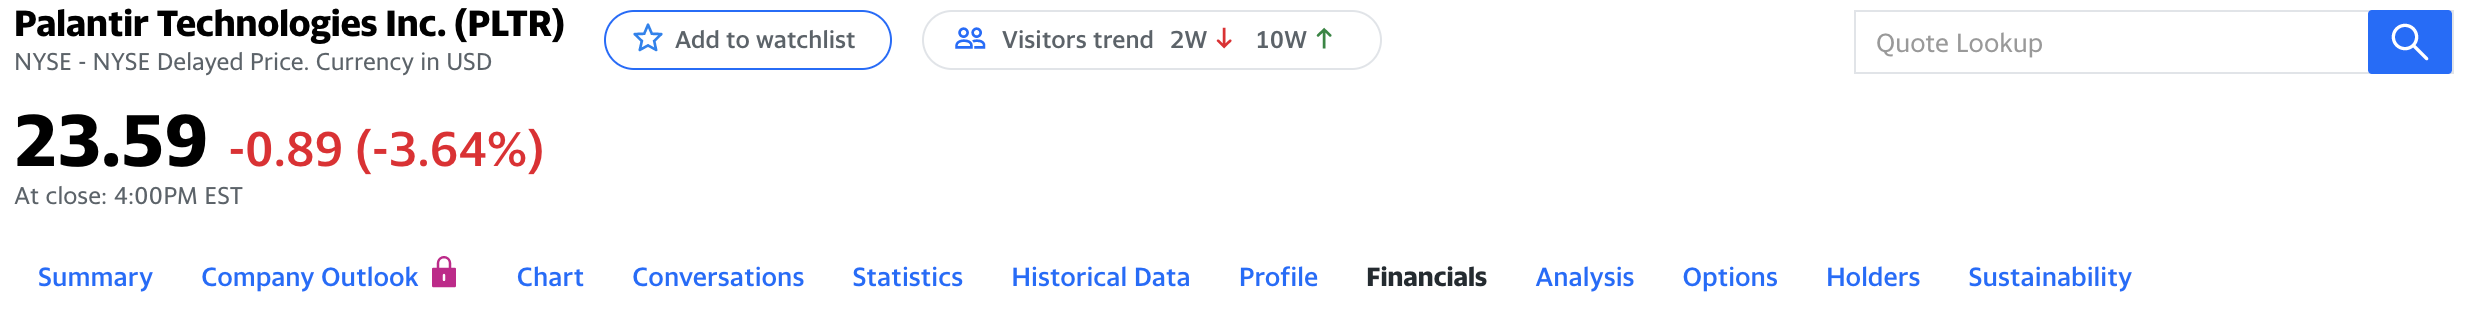 Palantir Technologies Inc. (PLTR)
NYSE - NYSE Delayed Price. Currency in USD
Add to watchlist
Visitors trend 2W ↓ 10W ↑
Quote Lookup
23.59 -0.89 (-3.64%)
At close: 4:00PM EST
Summary Company Outlook Chart Conversations Statistics Historical Data Profile Financials Analysis Options Holders Sustainability